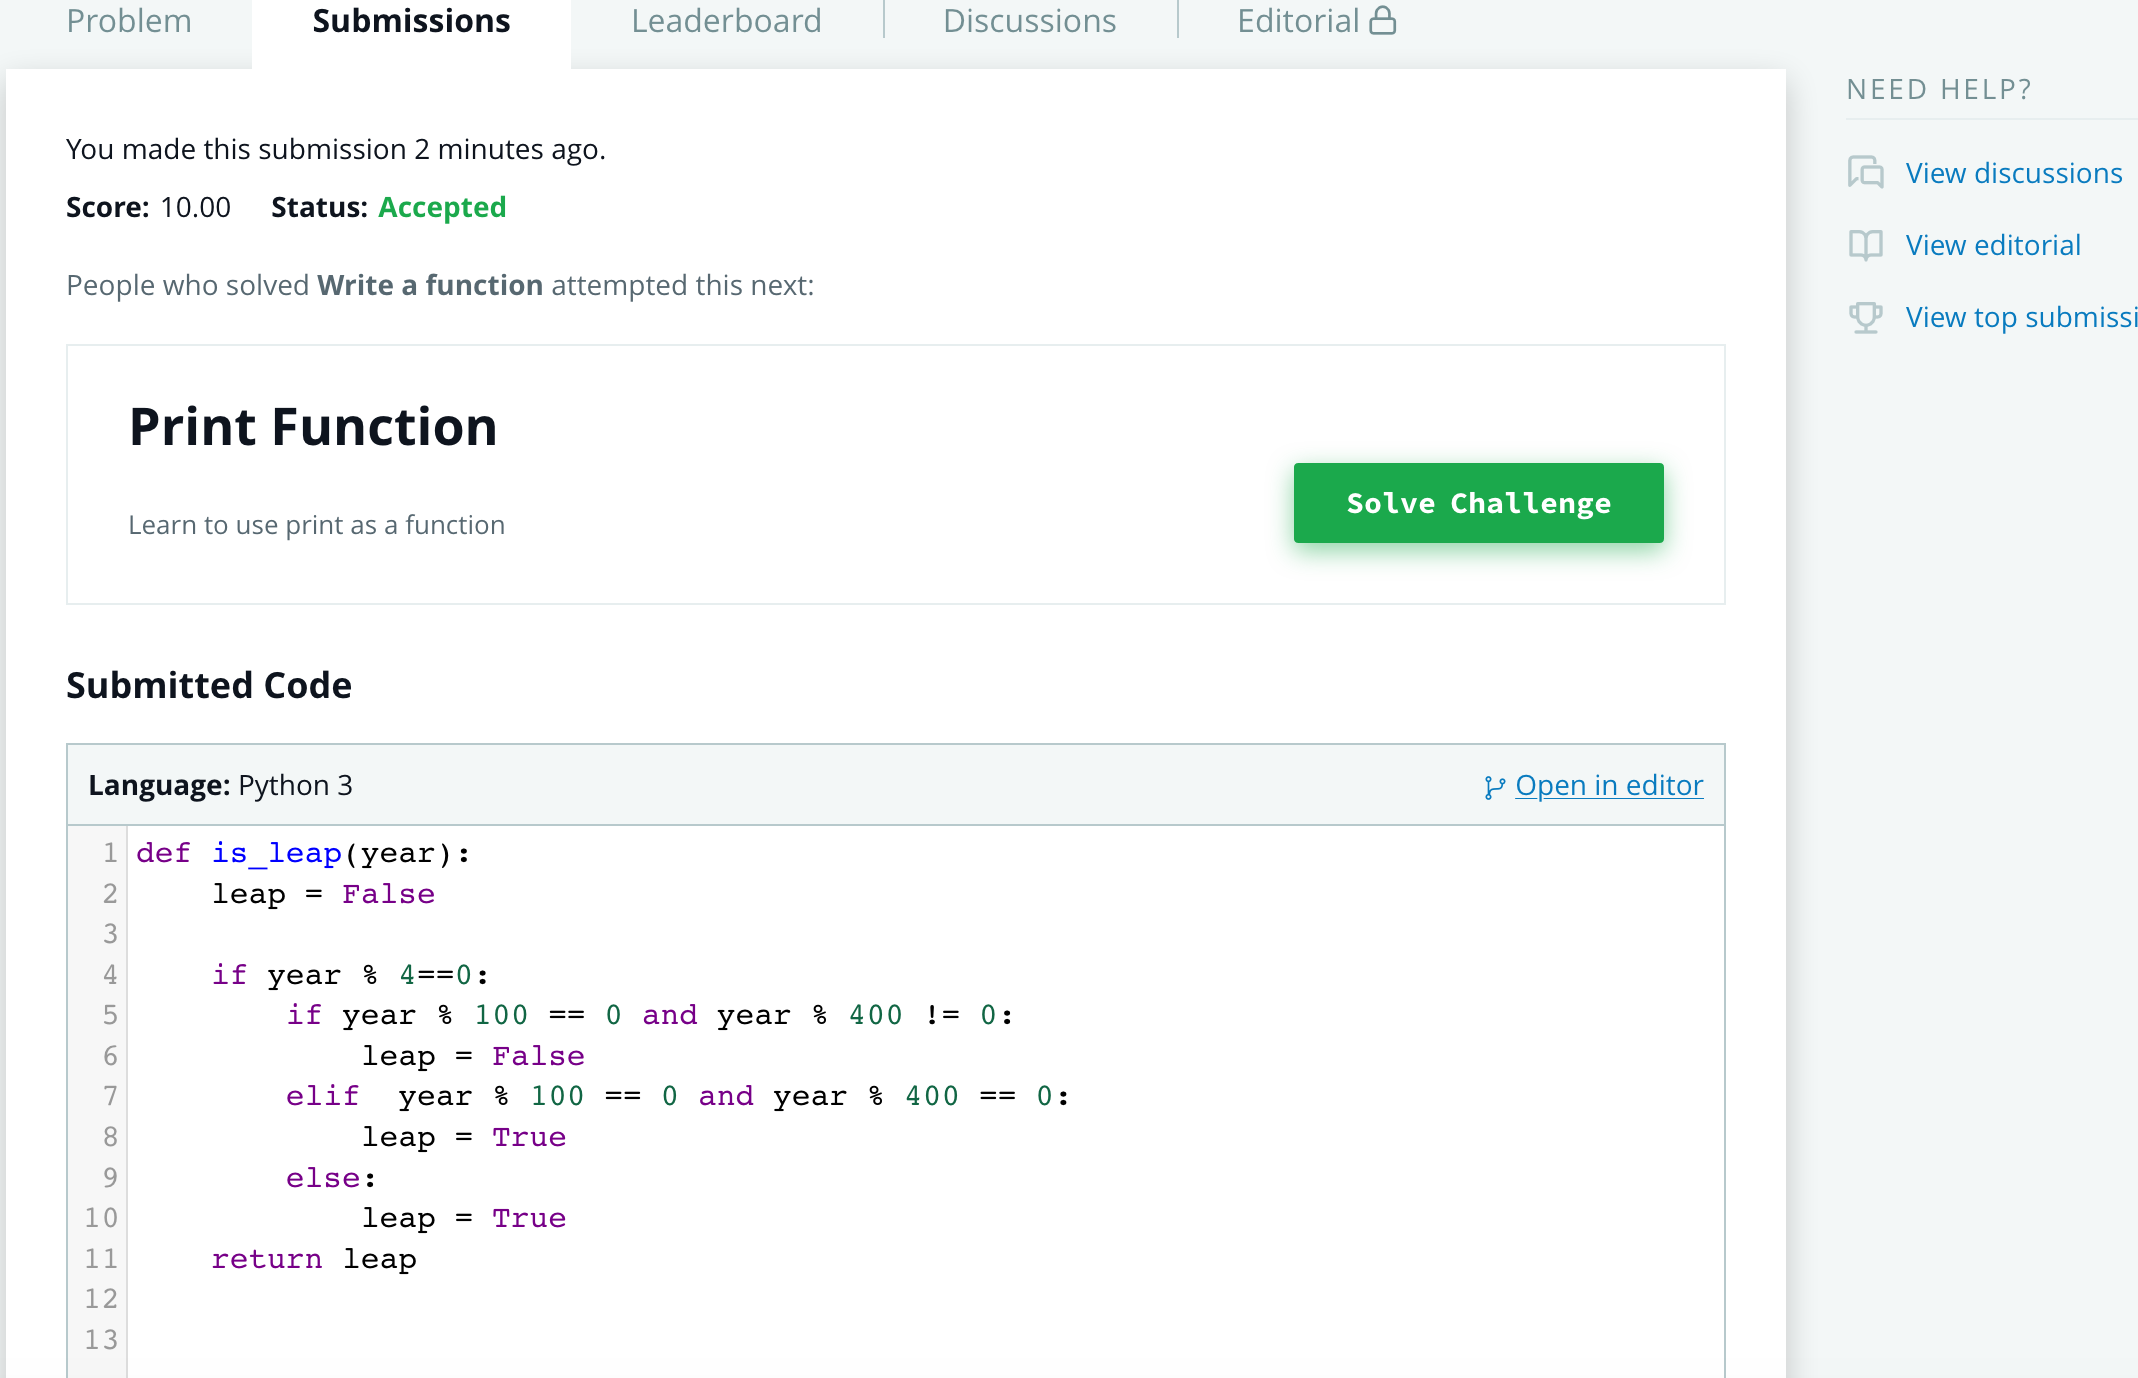 Problem
Submissions
Leaderboard
Discussions
Editorial
NEED HELP?
View discussions
View editorial
View top submissi
You made this submission 2 minutes ago.
Score: 10.00 Status: Accepted
People who solved Write a function attempted this next:
Print Function
Learn to use print as a function
Solve Challenge
Submitted Code
Language: Python 3
Open in editor
1 def is_leap(year):
2     leap = False
3
4     if year % 4==0:
5         if year % 100 == 0 and year % 400 != 0:
6             leap = False
7         elif  year % 100 == 0 and year % 400 == 0:
8             leap = True
9         else:
10             leap = True
11     return leap
12
13